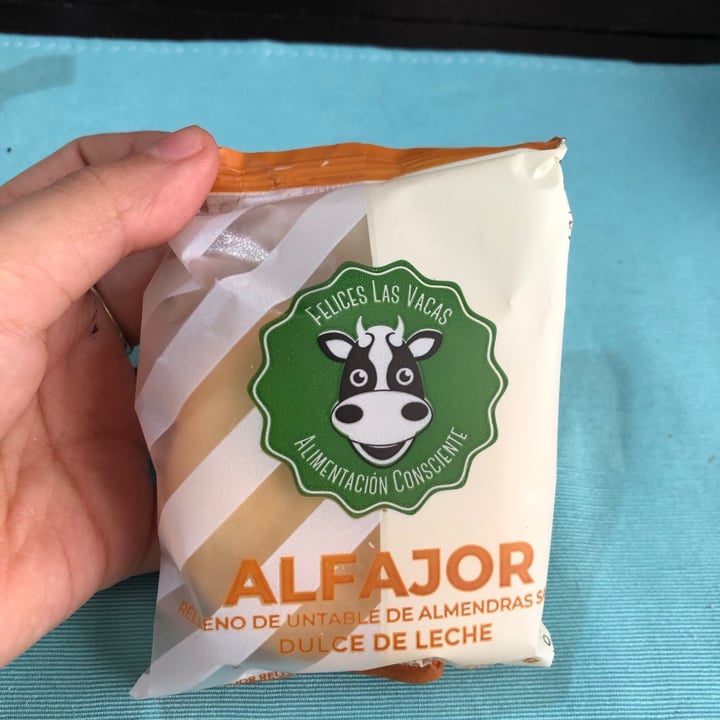 FELICES LAS VACAS
ALIMENTACIÓN CONSCIENTE
ALFAJOR
RELLENO DE UNTABLE DE ALMENDRAS
DULCE DE LECHE